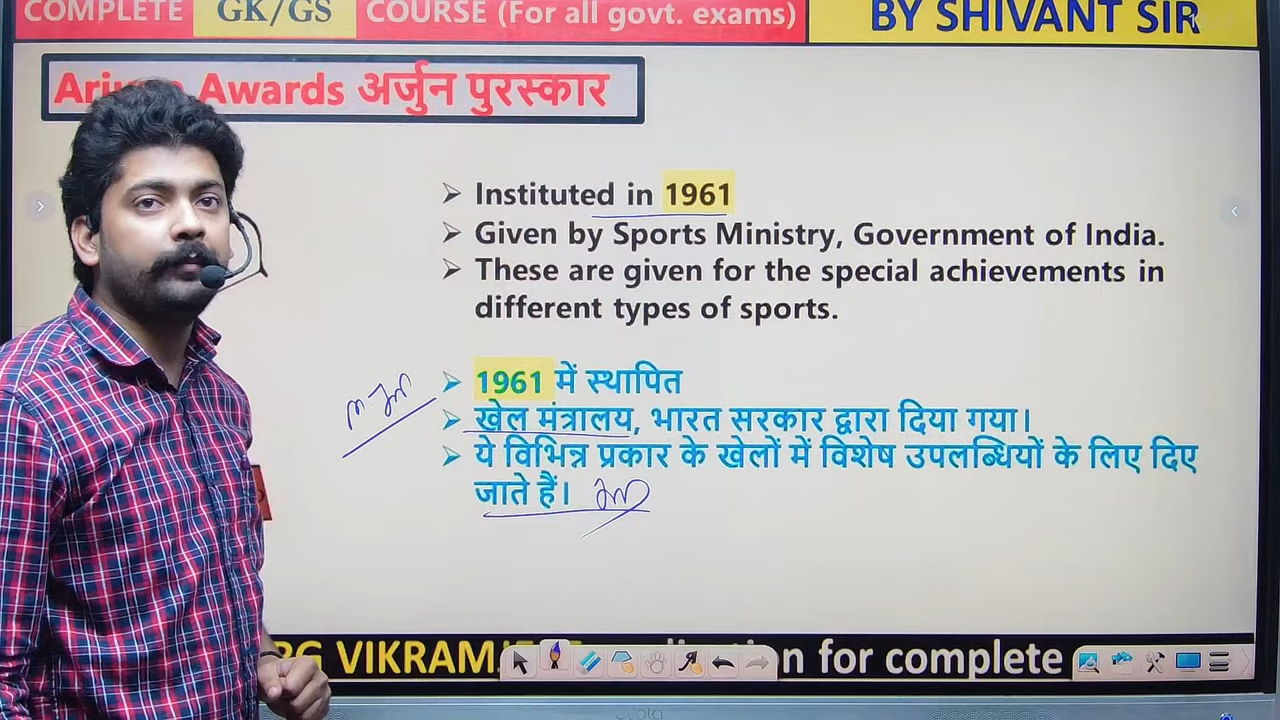 COMPLETE GK/GS COURSE (For all govt. exams) BY SHIVANT SIR
Awards अर्जुन पुरस्कार
➢ Instituted in 1961
➢ Given by Sports Ministry, Government of India.
➢ These are given for the special achievements in
different types of sports.
➢ 1961 में स्थापित
➢ खेल मंत्रालय, भारत सरकार द्वारा दिया गया।
➢ ये विभिन्न प्रकार के खेलों में विशेष उपलब्धियों के लिए दिए
जाते हैं।
for complete